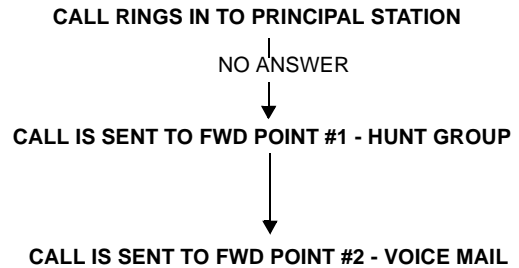 CALL RINGS IN TO PRINCIPAL STATION
NO ANSWER
CALL IS SENT TO FWD POINT #1 - HUNT GROUP
CALL IS SENT TO FWD POINT #2 - VOICE MAIL